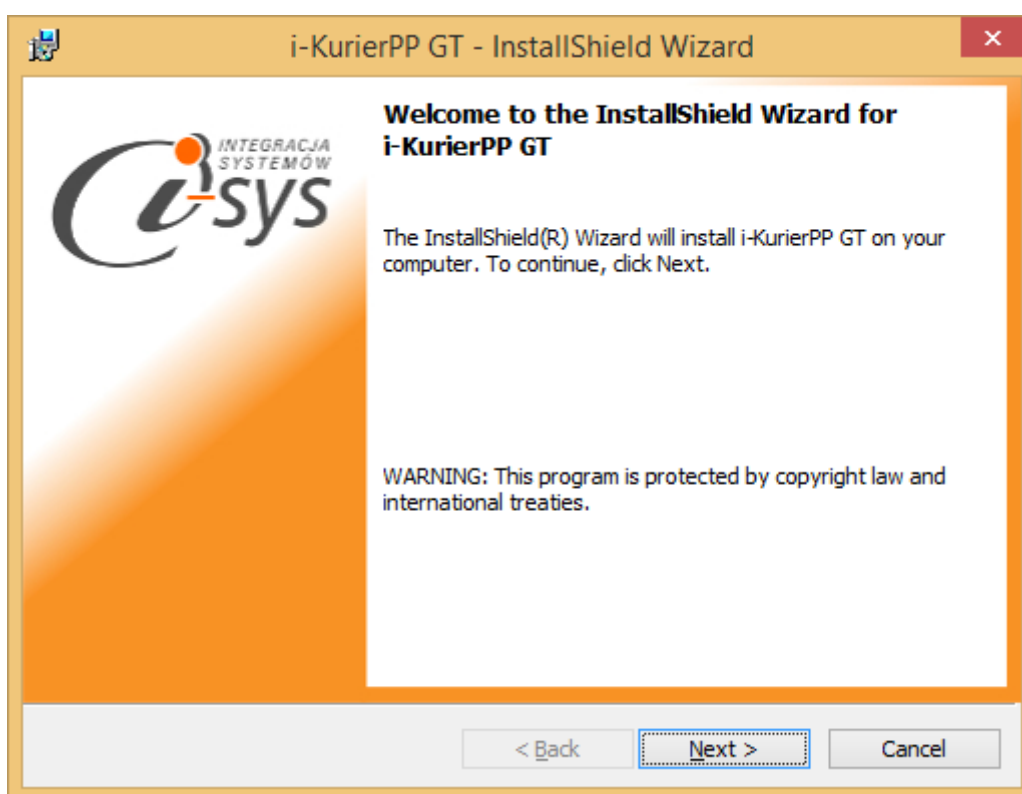 i-KurierPP GT - InstallShield Wizard
INTEGRACJA
SYSTEMÓW
i-sys
Welcome to the InstallShield Wizard for
i-KurierPP GT
The InstallShield(R) Wizard will install i-KurierPP GT on your
computer. To continue, click Next.
WARNING: This program is protected by copyright law and
international treaties.
< Back
Next >
Cancel